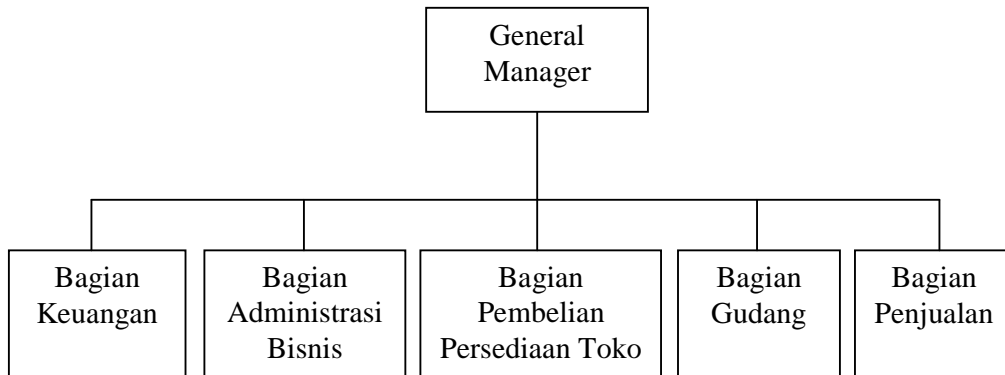 General
Manager
Bagian
Keuangan
Bagian
Administrasi
Bisnis
Bagian
Pembelian
Persediaan Toko
Bagian
Gudang
Bagian
Penjualan